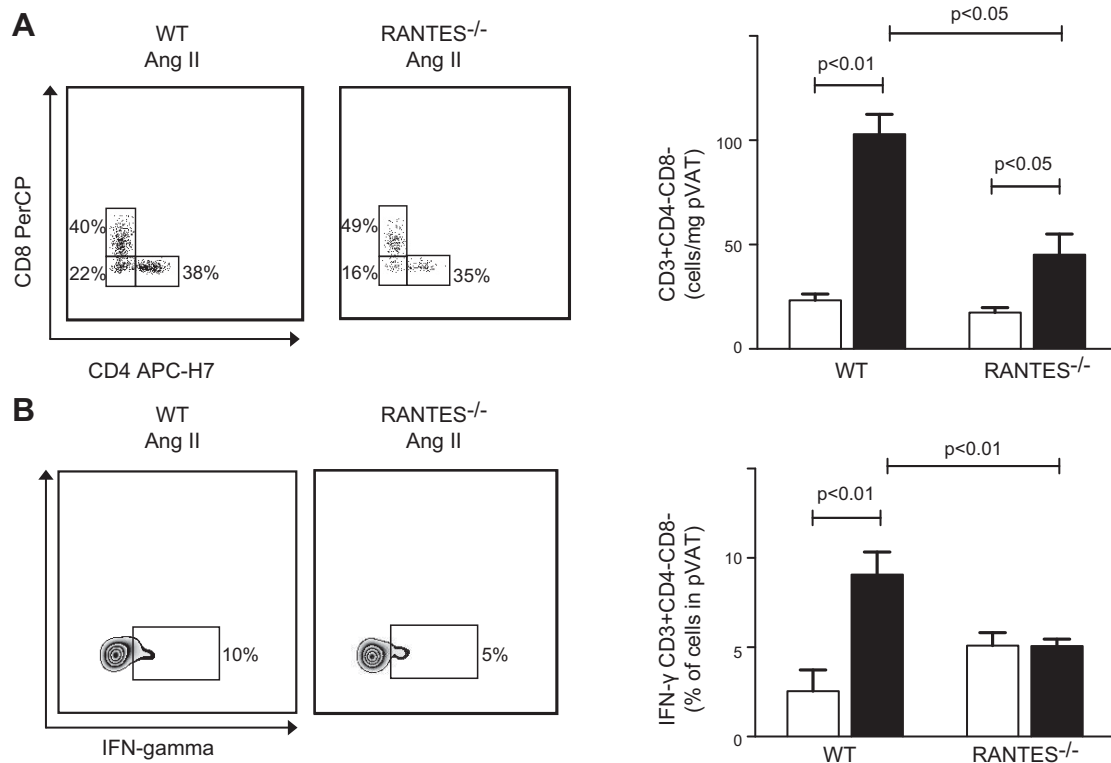 A
WT
Ang II
RANTES-/-
Ang II
CD8 PerCP
40%
22%
38%
49%
16%
35%
CD4 APC-H7
p<0.05
p<0.01
p<0.05
CD3+CD4-CD8-
(cells/mg pVAT)
100
50
0
WT
RANTES-/-
B
WT
Ang II
RANTES-/-
Ang II
10%
5%
IFN-gamma
p<0.01
p<0.01
IFN-γ CD3+CD4-CD8-
(% of cells in pVAT)
10
5
0
WT
RANTES-/-